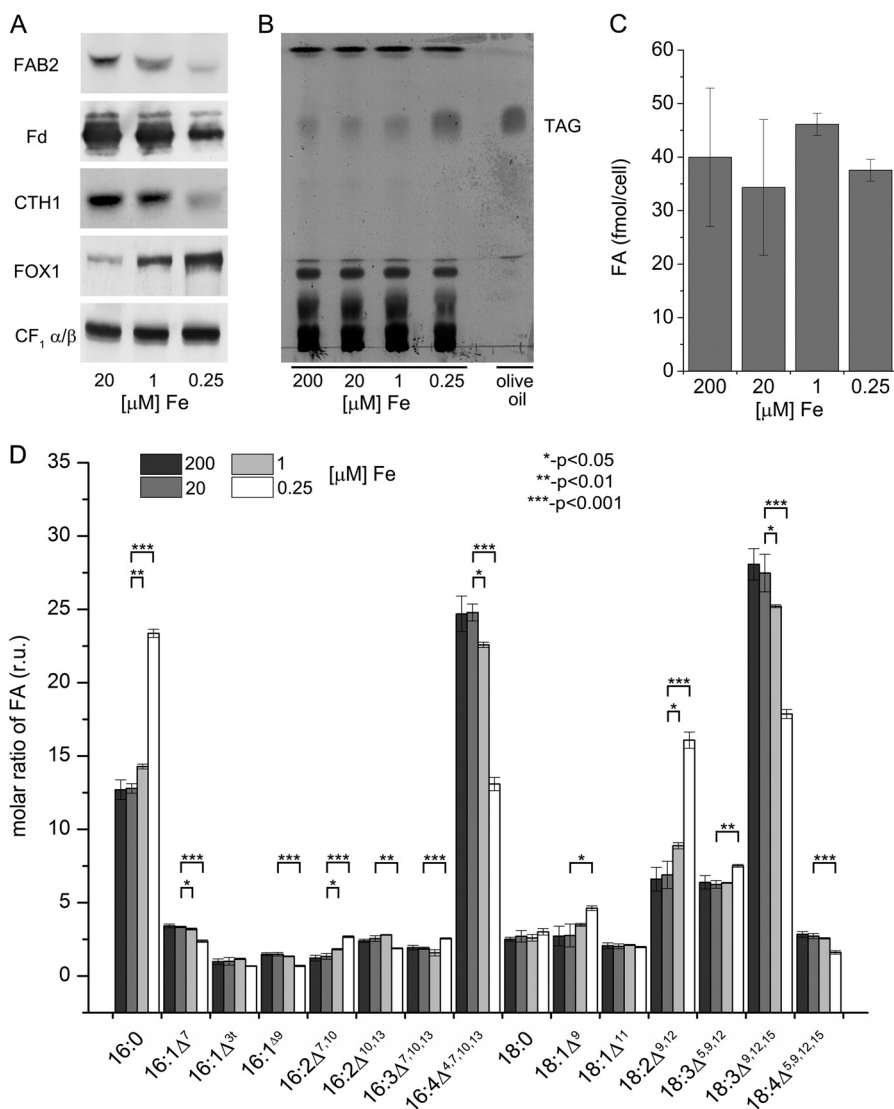 A
FAB2
Fd
CTH1
FOX1
CF1 α/β
20 1 0.25
[μM] Fe
B
TAG
200 20 1 0.25 olive oil
[μM] Fe
C
FA (fmol/cell)
60
50
40
30
20
10
0
200 20 1 0.25
[μM] Fe
D
200 1 [μM] Fe
20 0.25
*-p<0.05
**-p<0.01
***-p<0.001
molar ratio of FA (r.u.)
35
30
25
20
15
10
5
0
*** ** *** * *** *** * ** *** *** * * *** * ** *** * ***
16:0
16:1Δ7
16:1Δ3t
16:1Δ9
16:2Δ7,10
16:2Δ10,13
16:3Δ7,10,13
16:4Δ4,7,10,13
18:0
18:1Δ9
18:1Δ11
18:2Δ9,12
18:3Δ5,9,12
18:3Δ9,12,15
18:4Δ5,9,12,15